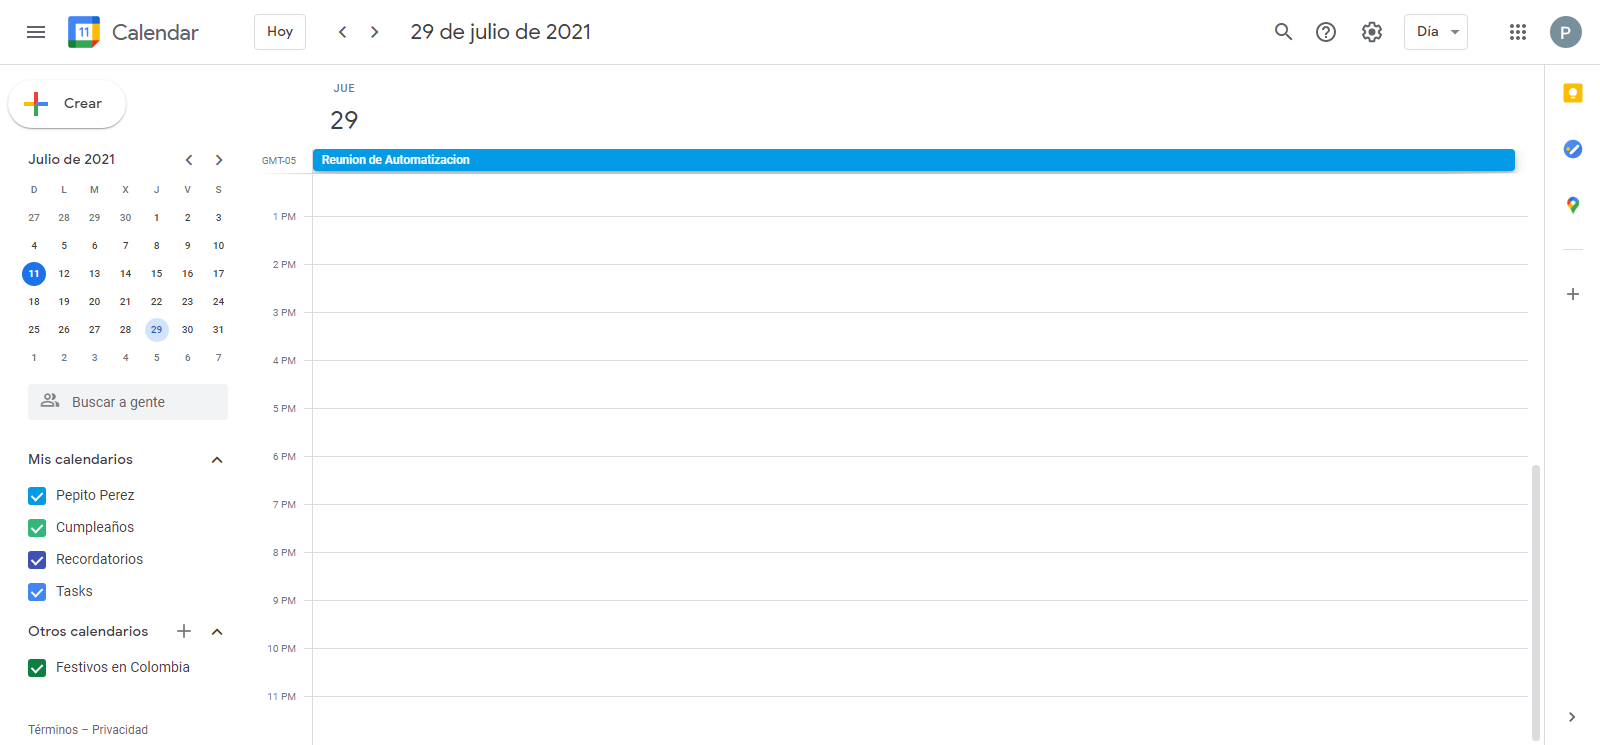 11 Calendar Hoy 29 de julio de 2021 Día P
Crear
JUE
29
Julio de 2021
D L M X J V S
27 28 29 30 1 2 3
4 5 6 7 8 9 10
11 12 13 14 15 16 17
18 19 20 21 22 23 24
25 26 27 28 29 30 31
1 2 3 4 5 6 7
Buscar a gente
Mis calendarios
Pepito Perez
Cumpleaños
Recordatorios
Tasks
Otros calendarios
Festivos en Colombia
Términos – Privacidad
GMT-05 Reunion de Automatizacion
1 PM
2 PM
3 PM
4 PM
5 PM
6 PM
7 PM
8 PM
9 PM
10 PM
11 PM